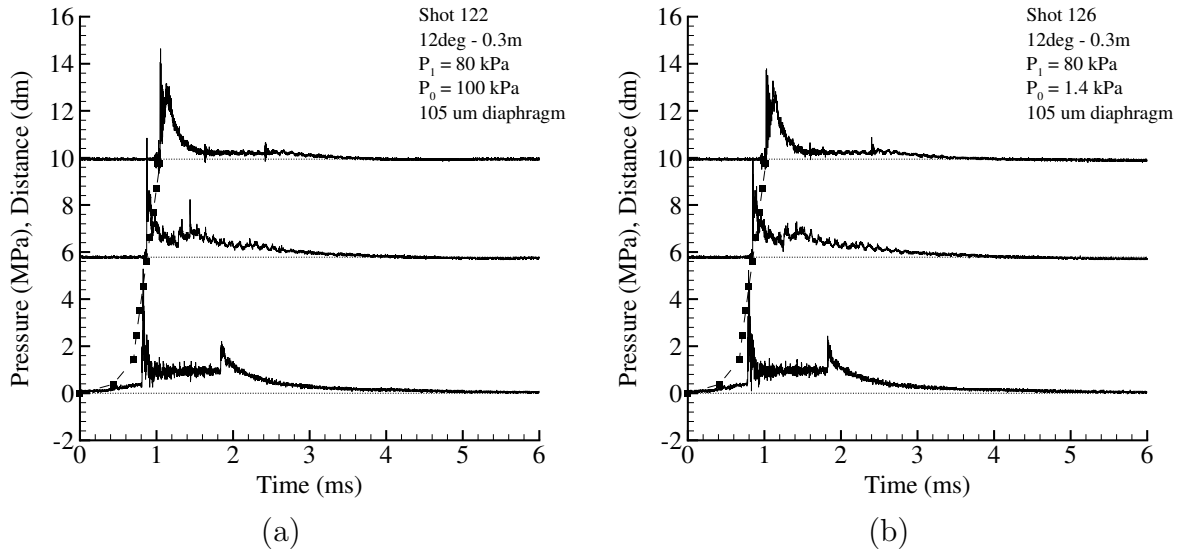 Shot 122
12deg - 0.3m
P₁ = 80 kPa
P₀ = 100 kPa
105 um diaphragm
Pressure (MPa), Distance (dm)
16
14
12
10
8
6
4
2
0
-2
0 1 2 3 4 5 6
Time (ms)
(a)
Shot 126
12deg - 0.3m
P₁ = 80 kPa
P₀ = 1.4 kPa
105 um diaphragm
Pressure (MPa), Distance (dm)
16
14
12
10
8
6
4
2
0
-2
0 1 2 3 4 5 6
Time (ms)
(b)